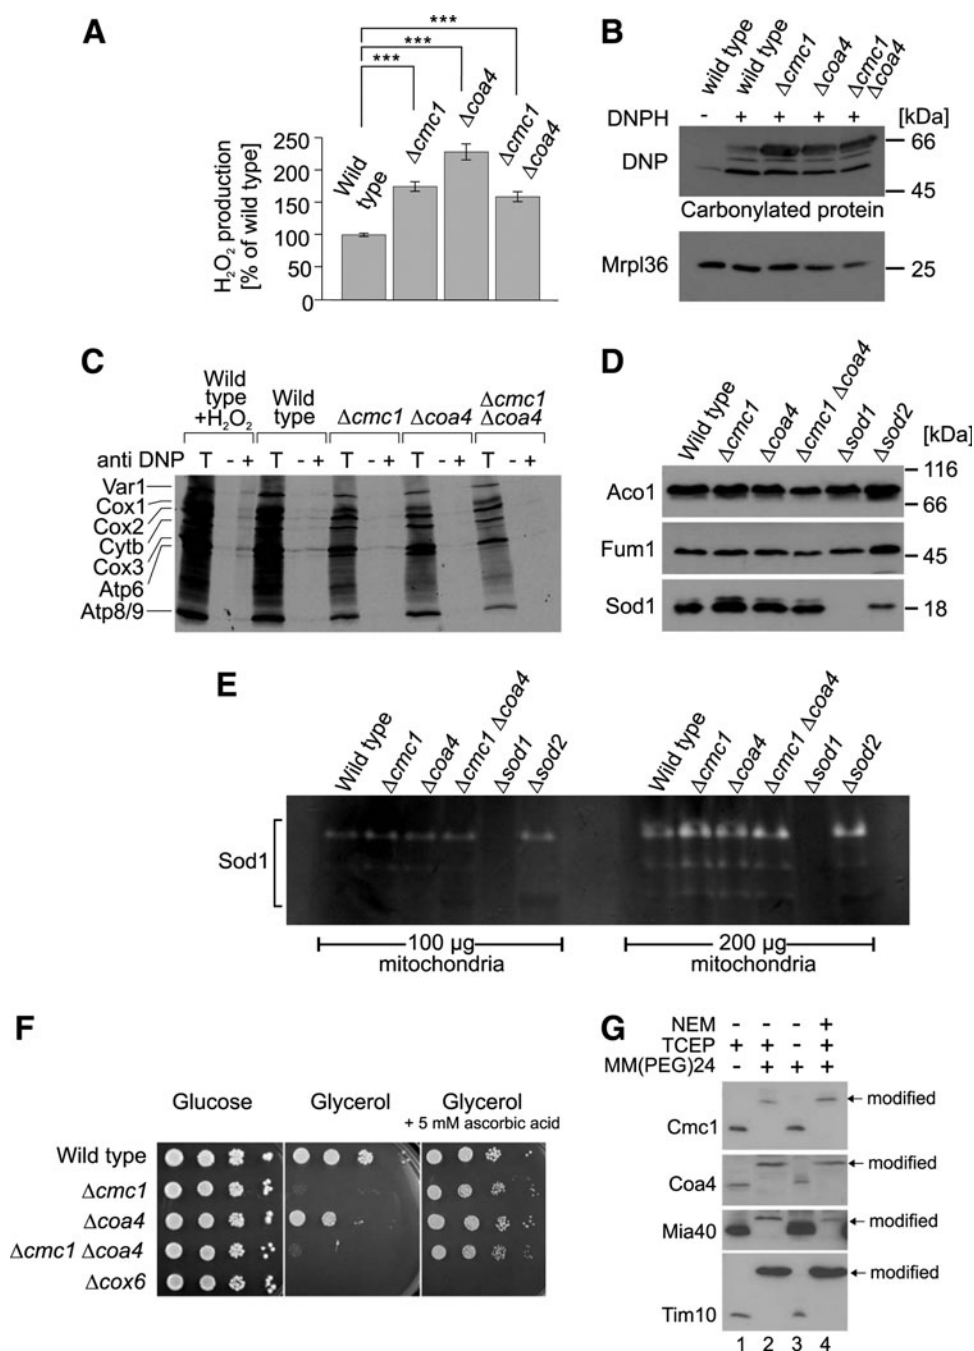 A
***
***
***
Wild type
Δcmc1
Δcoa4
Δcmc1 Δcoa4
H₂O₂ production
[% of wild type]
250
200
150
100
50
0
B
wild type
wild type
Δcmc1
Δcoa4
Δcmc1 Δcoa4
DNPH - + + + + [kDa]
DNP
66
45
Carbonylated protein
Mrpl36
25
C
Wild type +H₂O₂
Wild type
Δcmc1
Δcoa4
Δcmc1 Δcoa4
anti DNP T - + T - + T - + T - + T - +
Var1
Cox1
Cox2
Cytb
Cox3
Atp6
Atp8/9
D
Wild type
Δcmc1
Δcoa4
Δcmc1 Δcoa4
Δsod1
Δsod2
[kDa]
116
Aco1
66
Fum1
45
Sod1
18
E
Wild type
Δcmc1
Δcoa4
Δcmc1 Δcoa4
Δsod1
Δsod2
Wild type
Δcmc1
Δcoa4
Δcmc1 Δcoa4
Δsod1
Δsod2
Sod1
100 µg
mitochondria
200 µg
mitochondria
F
Glucose
Glycerol
Glycerol
+ 5 mM ascorbic acid
Wild type
Δcmc1
Δcoa4
Δcmc1 Δcoa4
Δcox6
G
NEM - - - +
TCEP + + - +
MM(PEG)24 - + + +
modified
Cmc1
modified
Coa4
modified
Mia40
modified
Tim10
1 2 3 4